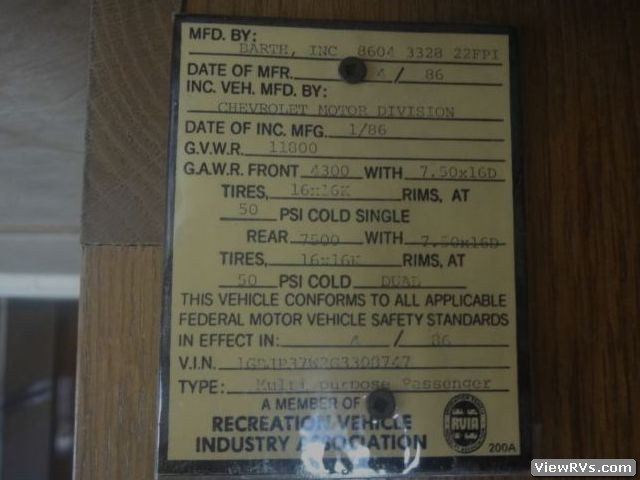 MFD. BY: BARTH, INC 8604 3328 22FPI
DATE OF MFR. 4 / 86
INC. VEH. MFD. BY:
CHEVROLET MOTOR DIVISION
DATE OF INC. MFG. 1/86
G.V.W.R. 11800
G.A.W.R. FRONT 4300 WITH 7.50x16D
TIRES, 16x16K RIMS, AT
50 PSI COLD SINGLE
REAR 7500 WITH 7.50x16D
TIRES, 16x16K RIMS, AT
50 PSI COLD DUAL
THIS VEHICLE CONFORMS TO ALL APPLICABLE
FEDERAL MOTOR VEHICLE SAFETY STANDARDS
IN EFFECT IN: 4 / 86
V.I.N.
TYPE: Multi purpose Passenger
A MEMBER OF
RECREATION VEHICLE
INDUSTRY ASSOCIATION
RVIA
200A
ViewRVs.com